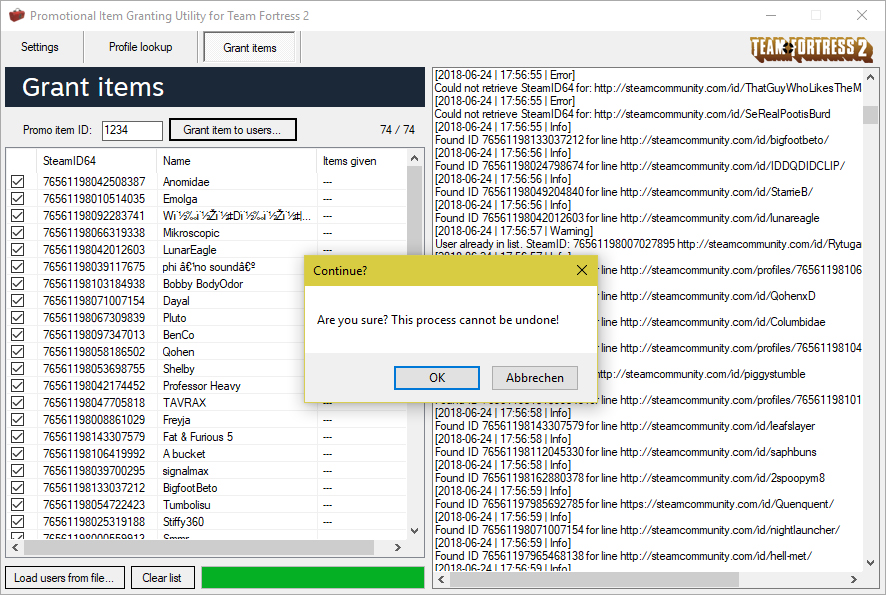 Promotional Item Granting Utility for Team Fortress 2
Settings
Profile lookup
Grant items
TEAM FORTRESS 2
Grant items
Promo item ID:
1234
Grant item to users...
74 / 74
SteamID64 Name Items given
76561198042508387 Anomidae ---
76561198010514035 Emolga ---
76561198092283741 ---
76561198066319338 Mikroscopic ---
76561198042012603 LunarEagle ---
76561198039117675 phi â€¹no soundâ€º
76561198103184938 Bobby BodyOdor
76561198071007154 Dayal
76561198067309839 Pluto
76561198097347013 BenCo
76561198058186502 Qohen
76561198053698755 Shelby
76561198042174452 Professor Heavy
76561198047705818 TAVRAX ---
76561198008861029 Freyja ---
76561198143307579 Fat & Furious 5 ---
76561198106419992 A bucket ---
76561198039700295 signalmax ---
76561198133037212 BigfootBeto ---
76561198054722423 Tumbolisu ---
76561198025319188 Stiffy360 ---
Load users from file...
Clear list
[2018-06-24 | 17:56:55 | Error]
Could not retrieve SteamID64 for: http://steamcommunity.com/id/ThatGuyWhoLikesTheM
[2018-06-24 | 17:56:55 | Error]
Could not retrieve SteamID64 for: http://steamcommunity.com/id/SeRealPootisBurd
[2018-06-24 | 17:56:55 | Info]
Found ID 76561198133037212 for line http://steamcommunity.com/id/bigfootbeto/
[2018-06-24 | 17:56:56 | Info]
Found ID 76561198024798674 for line http://steamcommunity.com/id/IDDQDIDCLIP/
[2018-06-24 | 17:56:56 | Info]
Found ID 76561198049204840 for line http://steamcommunity.com/id/StarrieB/
[2018-06-24 | 17:56:56 | Info]
Found ID 76561198042012603 for line http://steamcommunity.com/id/lunareagle
[2018-06-24 | 17:56:57 | Warning]
User already in list. SteamID: 76561198007027895 http://steamcommunity.com/id/Rytuga
[2018-06-24 | 17:56:57 | Info]
for line http://steamcommunity.com/profiles/76561198106
for line http://steamcommunity.com/id/QohenxD
for line http://steamcommunity.com/id/Columbidae
for line http://steamcommunity.com/profiles/76561198104
http://steamcommunity.com/id/piggystumble
for line http://steamcommunity.com/profiles/76561198101
[2018-06-24 | 17:56:58 | Info]
Found ID 76561198143307579 for line http://steamcommunity.com/id/leafslayer
[2018-06-24 | 17:56:58 | Info]
Found ID 76561198112045330 for line http://steamcommunity.com/id/saphbuns
[2018-06-24 | 17:56:58 | Info]
Found ID 76561198162880378 for line http://steamcommunity.com/id/2spoopym8
[2018-06-24 | 17:56:59 | Info]
Found ID 76561197985692785 for line https://steamcommunity.com/id/Quenquent/
[2018-06-24 | 17:56:59 | Info]
Found ID 76561198071007154 for line http://steamcommunity.com/id/nightlauncher/
[2018-06-24 | 17:56:59 | Info]
Found ID 76561197965468138 for line http://steamcommunity.com/id/hell-met/
[2018-06-24 | 17:56:59 | Info]
Continue?
Are you sure? This process cannot be undone!
OK
Abbrechen